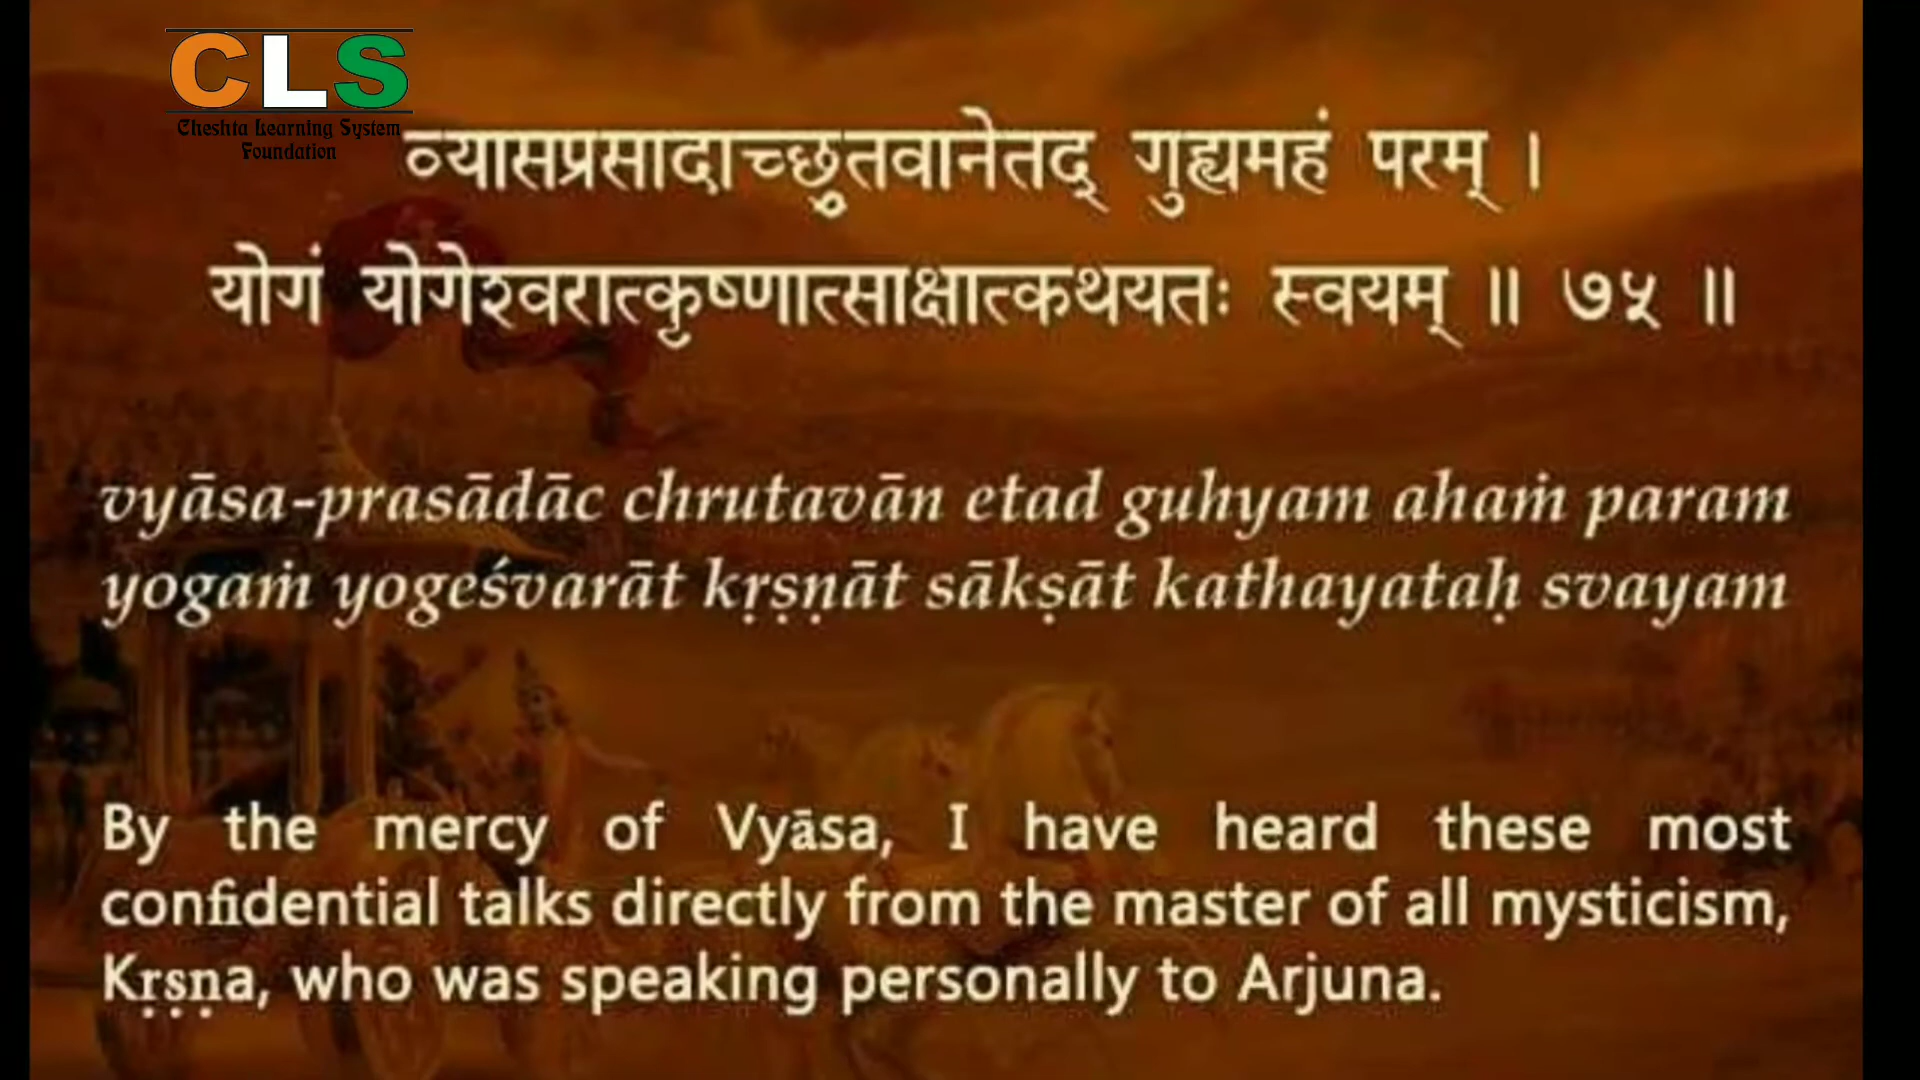 CLS
Cheshta Learning System
Foundation
व्यासप्रसादाच्छ्रुतवानेतद् गुह्यमहं परम् ।
योगं योगेश्वरात्कृष्णात्साक्षात्कथयतः स्वयम् ॥ ७५ ॥
vyāsa-prasādāc chrutavān etad guhyam ahaṁ param
yogaṁ yogeśvarāt kṛṣṇāt sākṣāt kathayataḥ svayam
By the mercy of Vyāsa, I have heard these most
confidential talks directly from the master of all mysticism,
Kṛṣṇa, who was speaking personally to Arjuna.